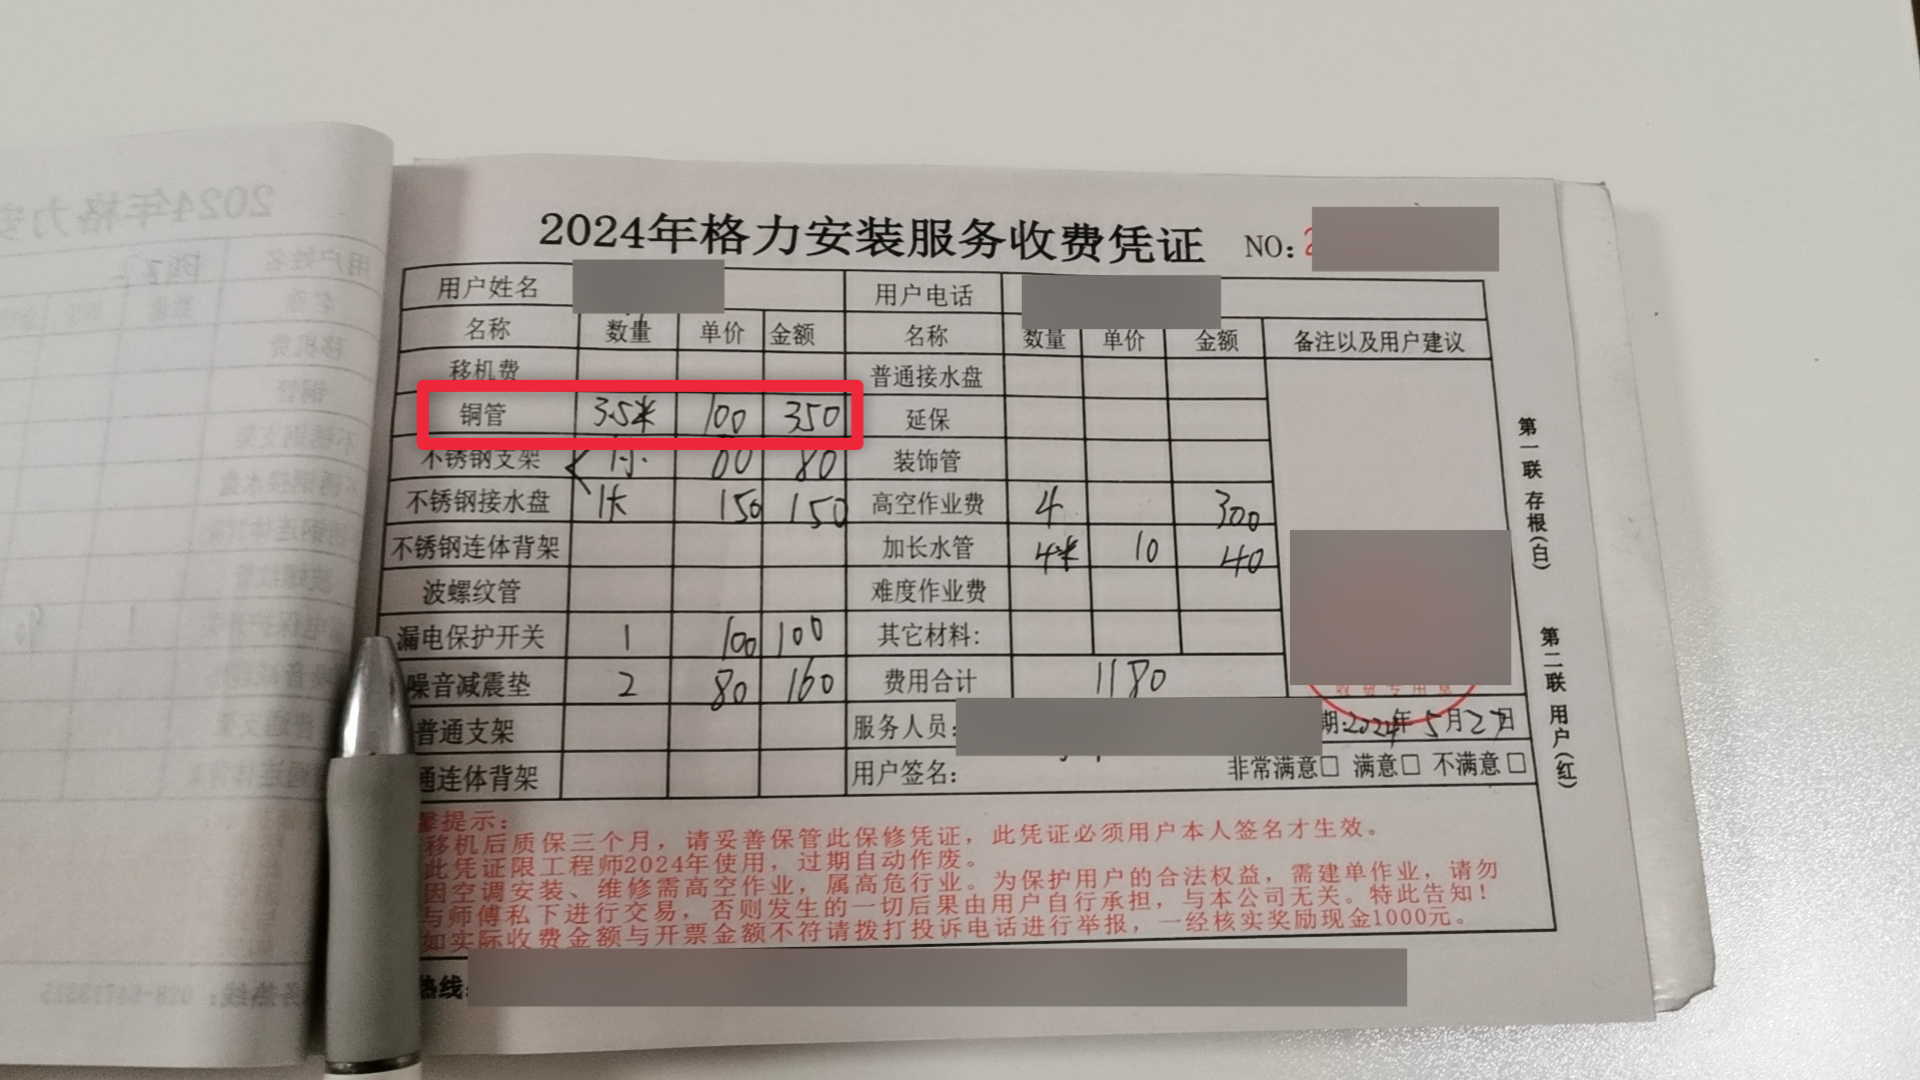 2024年格力安装服务收费凭证 NO:
用户姓名 用户电话
名称 数量 单价 金额 名称 数量 单价 金额 备注以及用户建议
移机费 普通接水盘
铜管 3.5米 100 350 延保
不锈钢支架 80 装饰管
不锈钢接水盘 150 150 高空作业费 4 300
不锈钢连体背架 加长水管 4米 10 40
波螺纹管 难度作业费
漏电保护开关 1 100 100 其它材料:
噪音减震垫 2 80 160 费用合计 1180
收费专用章
普通支架 服务人员: 期:2024年5月27日
通连体背架 用户签名: 非常满意□ 满意□ 不满意□
第一联 存根(白) 第二联 用户(红)
提示:
移机后质保三个月，请妥善保管此保修凭证，此凭证必须用户本人签名才生效。
此凭证限工程师2024年使用，过期自动作废。
因空调安装、维修需高空作业，属高危行业。为保护用户的合法权益，需建单作业，请勿
与师傅私下进行交易，否则发生的一切后果由用户自行承担，与本公司无关。特此告知！
如实际收费金额与开票金额不符请拨打投诉电话进行举报，一经核实奖励现金1000元。
热线: